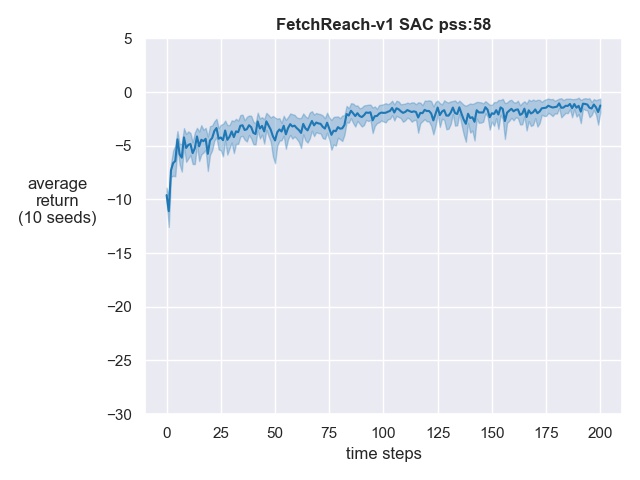 FetchReach-v1 SAC pss:58
5
0
−5
−10
−15
−20
−25
−30
average
return
(10 seeds)
0 25 50 75 100 125 150 175 200
time steps